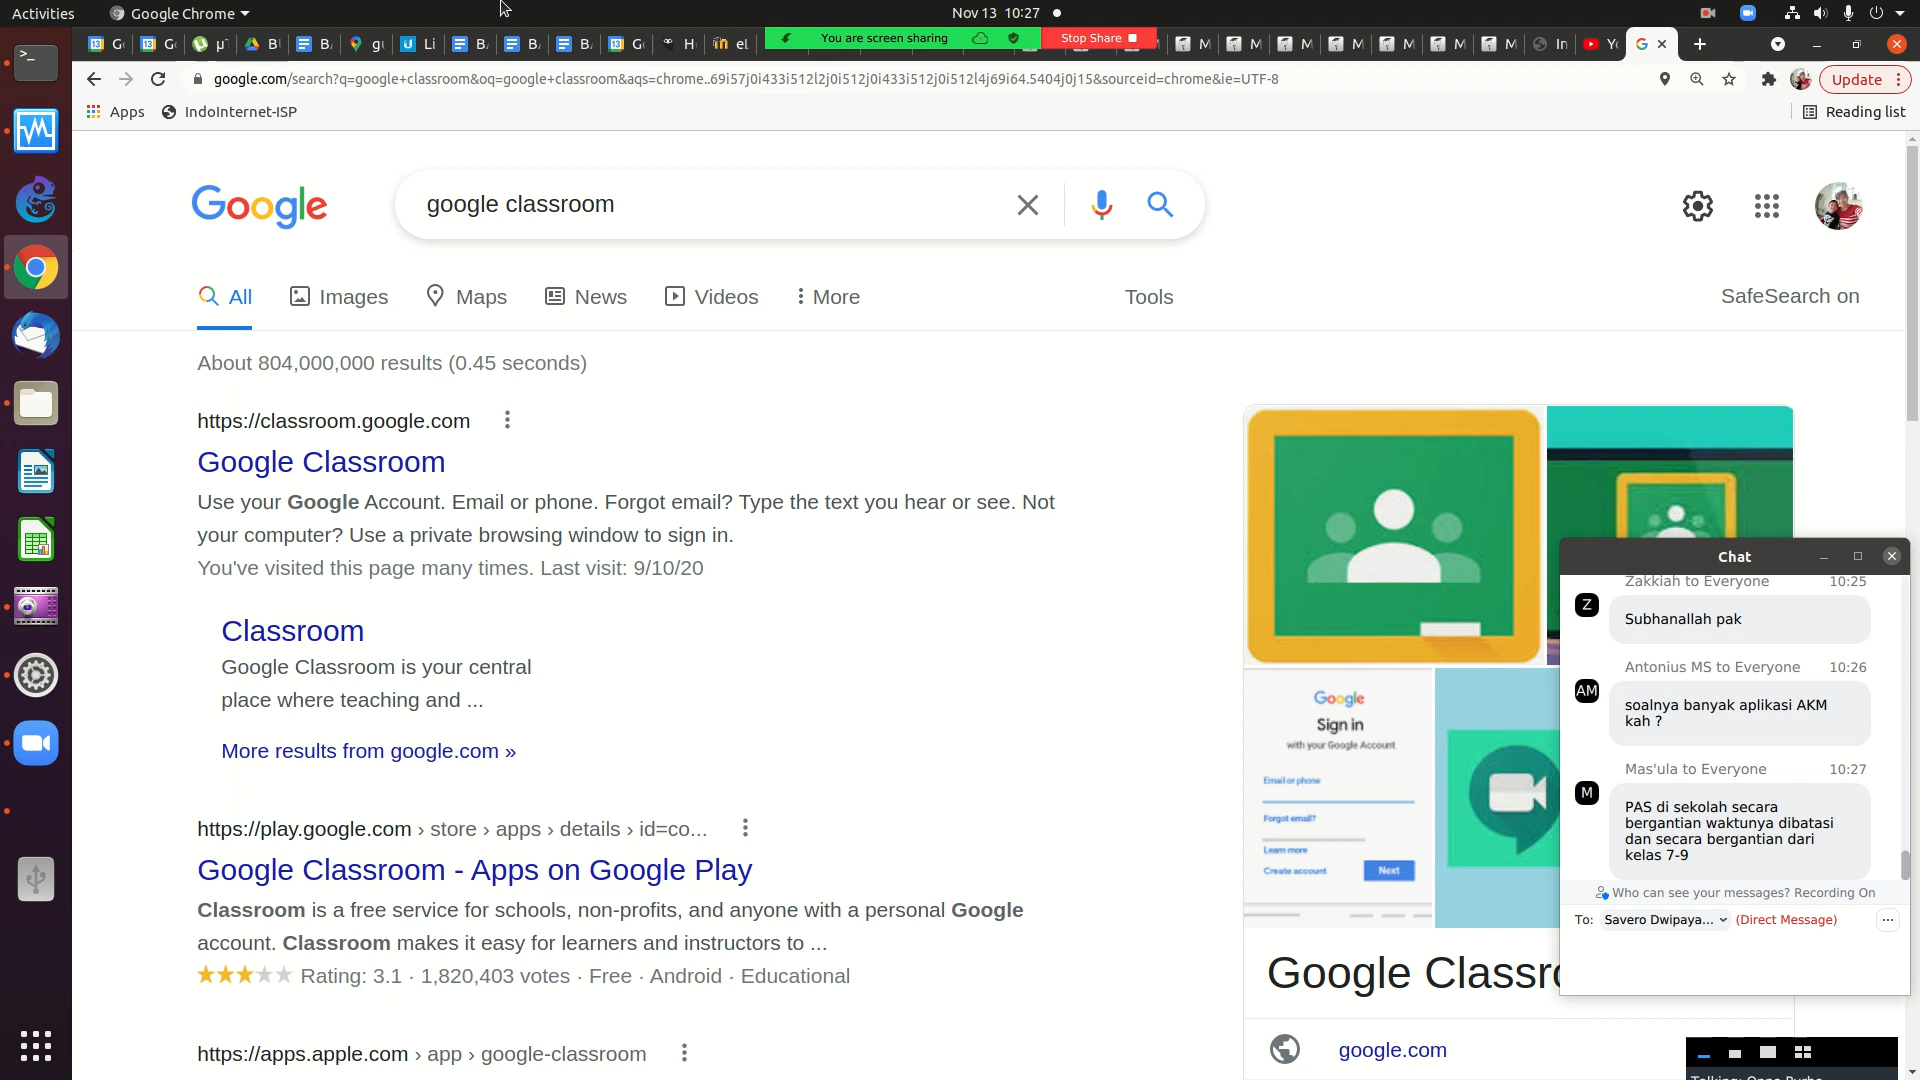 Activities
Google Chrome
Nov 13 10:27
You are screen sharing
Stop Share
google.com/search?q=google+classroom&oq=google+classroom&aqs=chrome..69i57j0i433i512l2j0i512j0i433i512j0i512l4j69i64.5404j0j15&sourceid=chrome&ie=UTF-8
Update
Apps
IndoInternet-ISP
Reading list
Google
google classroom
All
Images
Maps
News
Videos
More
Tools
SafeSearch on
About 804,000,000 results (0.45 seconds)
https://classroom.google.com
Google Classroom
Use your Google Account. Email or phone. Forgot email? Type the text you hear or see. Not
your computer? Use a private browsing window to sign in.
You've visited this page many times. Last visit: 9/10/20
Classroom
Google Classroom is your central
place where teaching and ...
More results from google.com »
https://play.google.com › store › apps › details › id=co...
Google Classroom - Apps on Google Play
Classroom is a free service for schools, non-profits, and anyone with a personal Google
account. Classroom makes it easy for learners and instructors to ...
Rating: 3.1 · 1,820,403 votes · Free · Android · Educational
https://apps.apple.com › app › google-classroom
Google
Sign in
with your Google Account
Email or phone
Forgot email?
Learn more
Create account
Next
google.com
Chat
Zakkiah to Everyone 10:25
Z
Subhanallah pak
Antonius MS to Everyone 10:26
AM
soalnya banyak aplikasi AKM
kah ?
Mas'ula to Everyone 10:27
M
PAS di sekolah secara
bergantian waktunya dibatasi
dan secara bergantian dari
kelas 7-9
Who can see your messages? Recording On
To: Savero Dwipaya... (Direct Message)